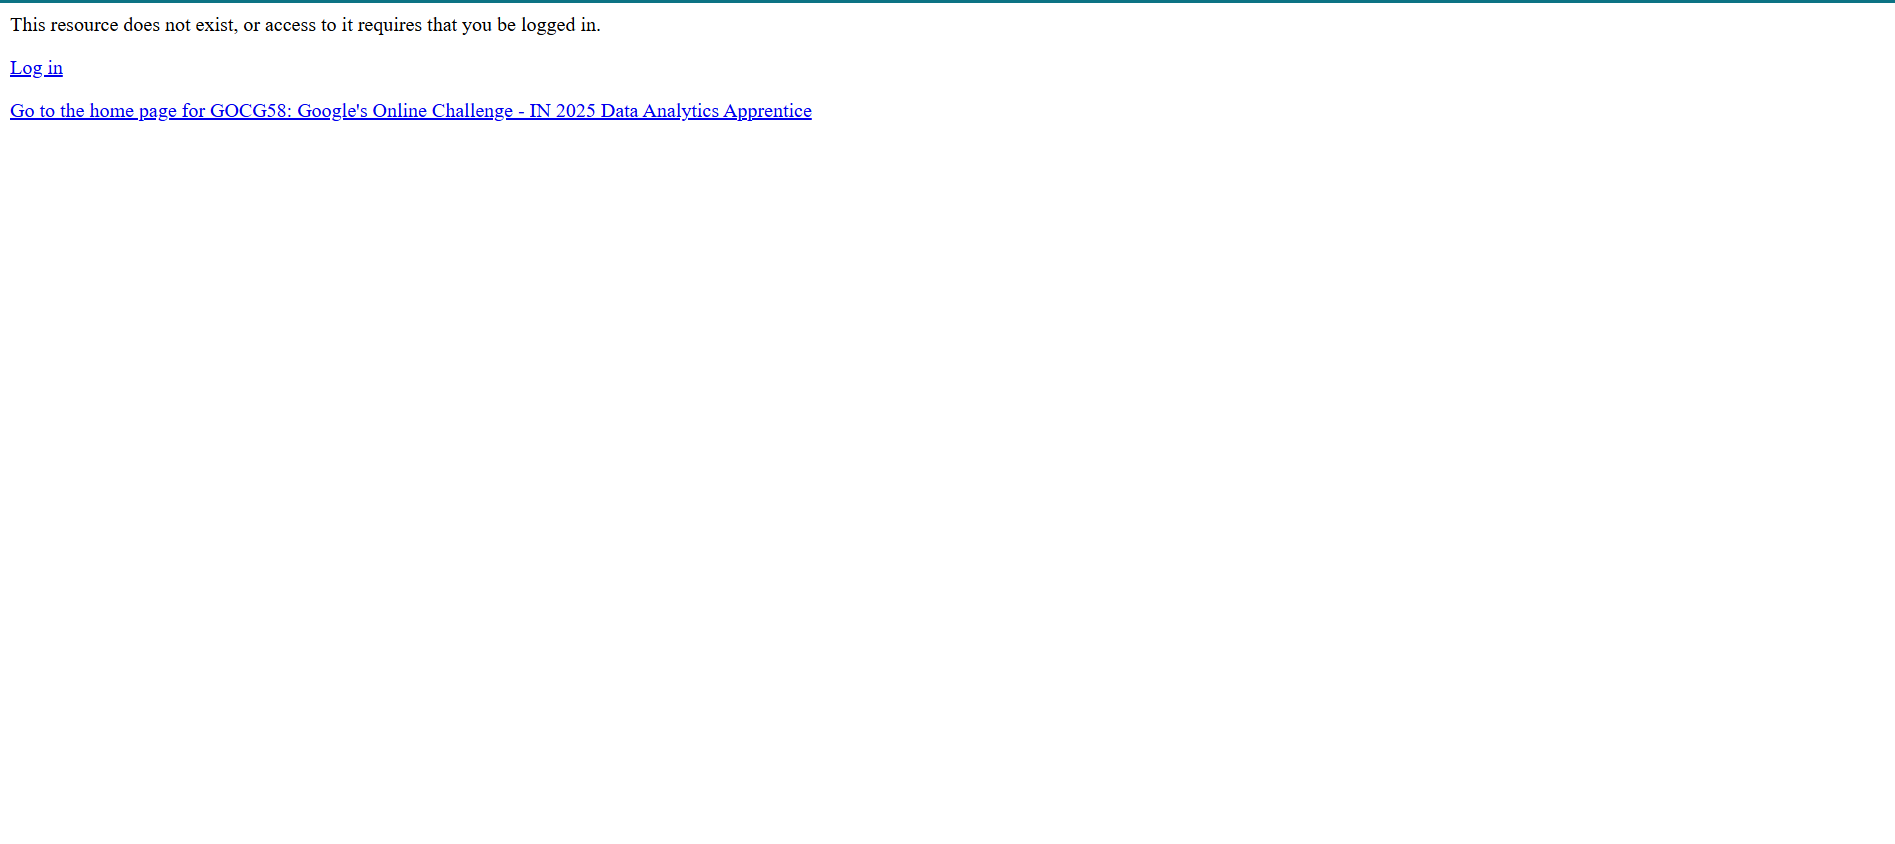 This resource does not exist, or access to it requires that you be logged in.
Log in
Go to the home page for GOCG58: Google's Online Challenge - IN 2025 Data Analytics Apprentice